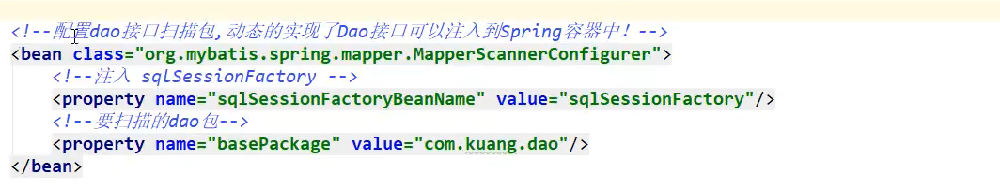 <!--配置dao接口扫描包,动态的实现了Dao接口可以注入到Spring容器中！-->
<bean class="org.mybatis.spring.mapper.MapperScannerConfigurer">
<!--注入 sqlSessionFactory -->
<property name="sqlSessionFactoryBeanName" value="sqlSessionFactory"/>
<!--要扫描的dao包-->
<property name="basePackage" value="com.kuang.dao"/>
</bean>